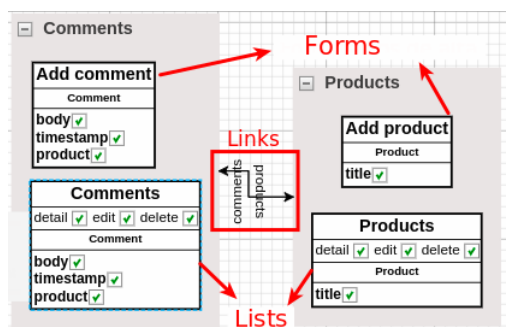 Comments
Forms
Add comment
Comment
body
timestamp
product
Products
Add product
Product
title
Links
comments
products
Comments
detail edit delete
Comment
body
timestamp
product
Products
detail edit delete
Product
title
Lists